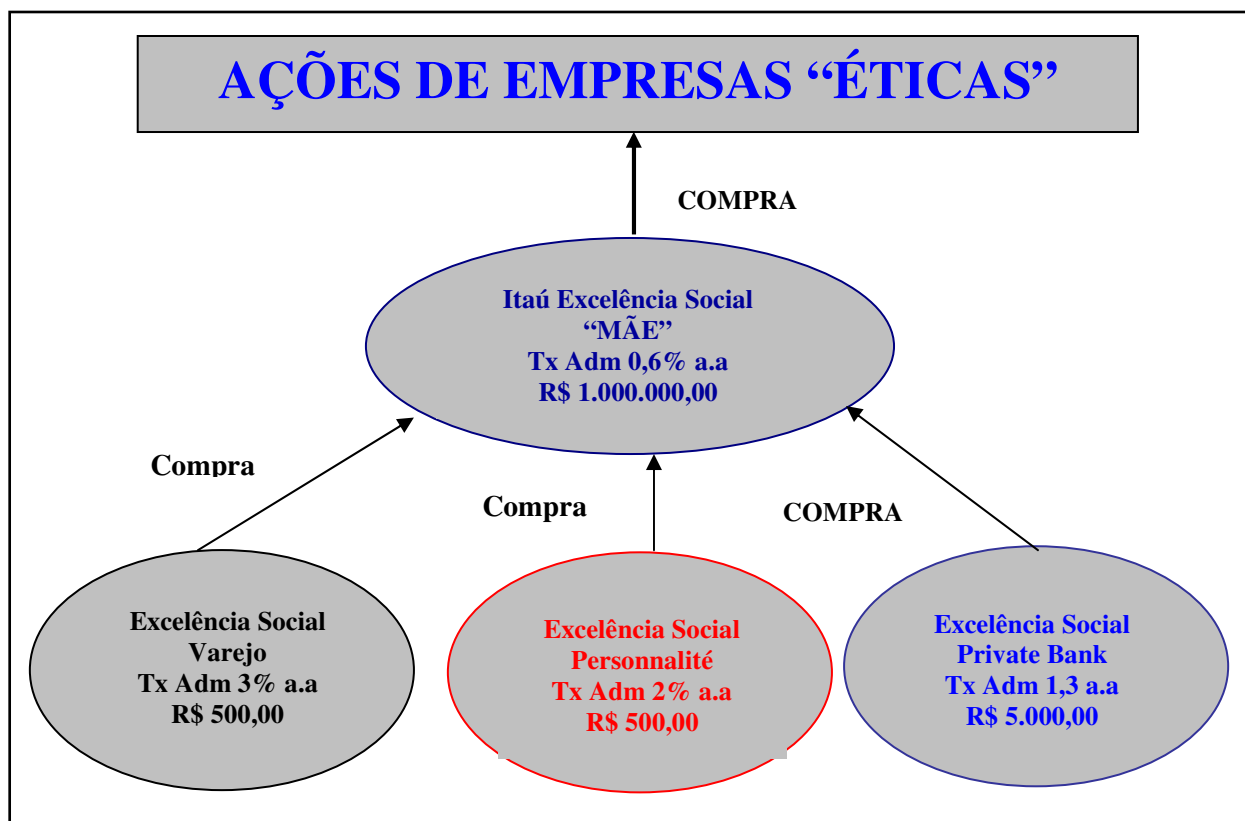 AÇÕES DE EMPRESAS “ÉTICAS”
COMPRA
Itaú Excelência Social
“MÃE”
Tx Adm 0,6% a.a
R$ 1.000.000,00
Compra
Compra
COMPRA
Excelência Social
Varejo
Tx Adm 3% a.a
R$ 500,00
Excelência Social
Personnalité
Tx Adm 2% a.a
R$ 500,00
Excelência Social
Private Bank
Tx Adm 1,3 a.a
R$ 5.000,00